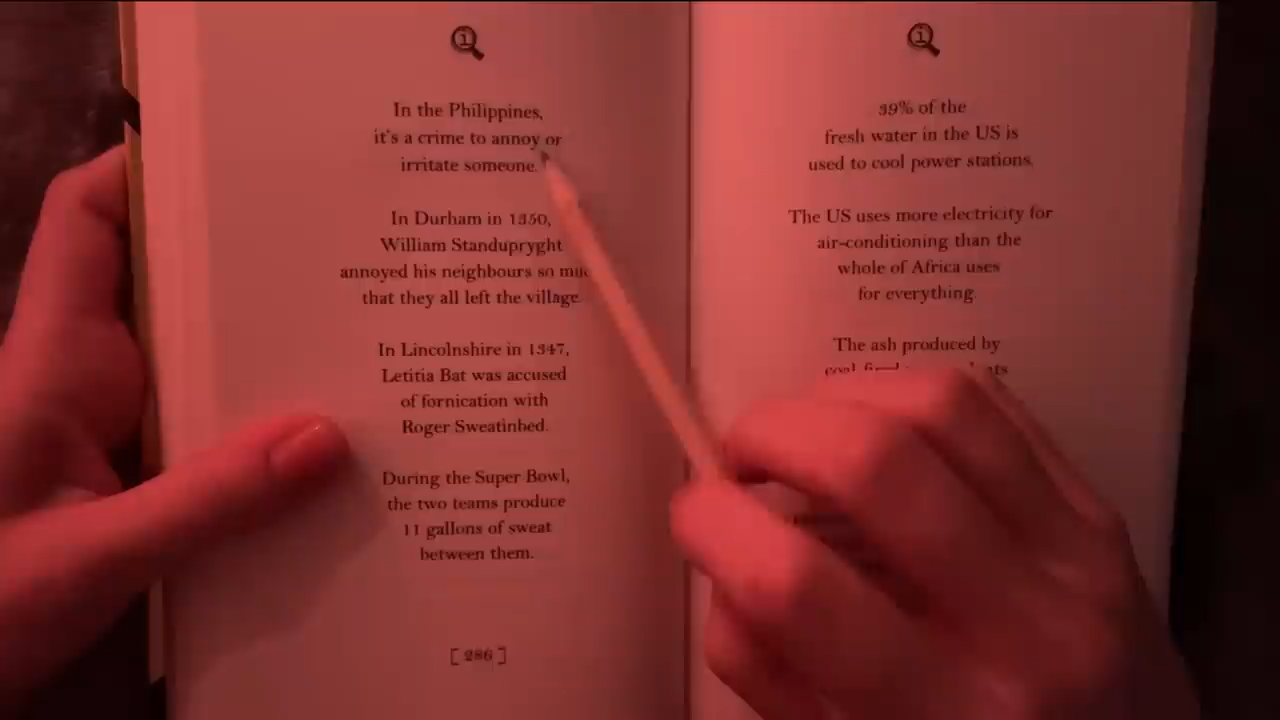 In the Philippines,
it's a crime to annoy or
irritate someone.
In Durham in 1350,
William Standupryght
annoyed his neighbours so
that they all left the village.
In Lincolnshire in 1347,
Letitia Bat was accused
of fornication with
Roger Sweatinbed.
During the Super Bowl,
the two teams produce
11 gallons of sweat
between them.
[ 286 ]
39% of the
fresh water in the US is
used to cool power stations.
The US uses more electricity for
air-conditioning than the
whole of Africa uses
for everything.
The ash produced by